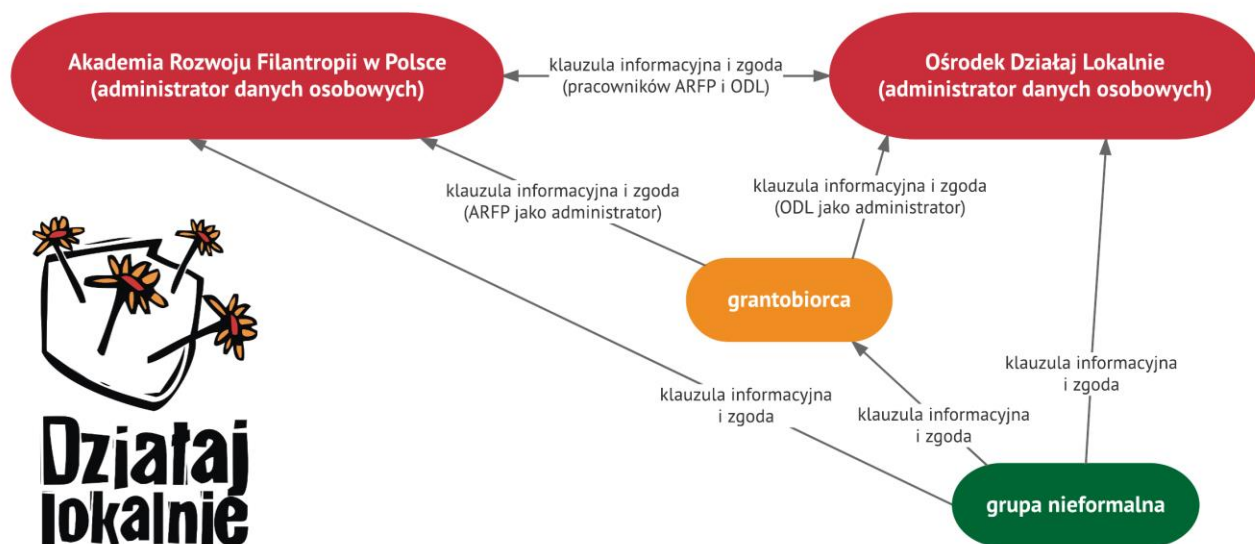 Akademia Rozwoju Filantropii w Polsce
(administrator danych osobowych)
klauzula informacyjna i zgoda
(pracowników ARFP i ODL)
Ośrodek Działaj Lokalnie
(administrator danych osobowych)
klauzula informacyjna i zgoda
(ARFP jako administrator)
klauzula informacyjna i zgoda
(ODL jako administrator)
grantobiorca
klauzula informacyjna
i zgoda
klauzula informacyjna
i zgoda
klauzula informacyjna
i zgoda
grupa nieformalna
Działaj
lokalnie